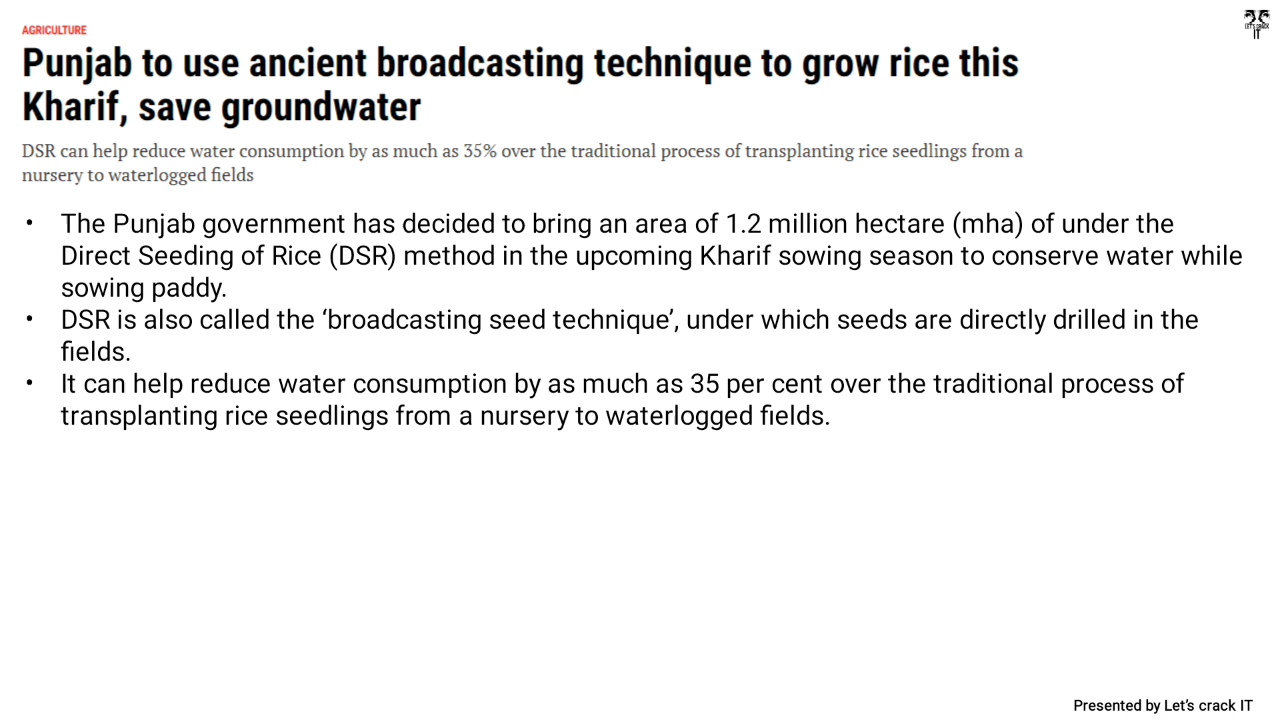 AGRICULTURE
Punjab to use ancient broadcasting technique to grow rice this
Kharif, save groundwater
DSR can help reduce water consumption by as much as 35% over the traditional process of transplanting rice seedlings from a
nursery to waterlogged fields
• The Punjab government has decided to bring an area of 1.2 million hectare (mha) of under the
Direct Seeding of Rice (DSR) method in the upcoming Kharif sowing season to conserve water while
sowing paddy.
• DSR is also called the ‘broadcasting seed technique’, under which seeds are directly drilled in the
fields.
• It can help reduce water consumption by as much as 35 per cent over the traditional process of
transplanting rice seedlings from a nursery to waterlogged fields.
LET'S CRACK
IT
Presented by Let’s crack IT